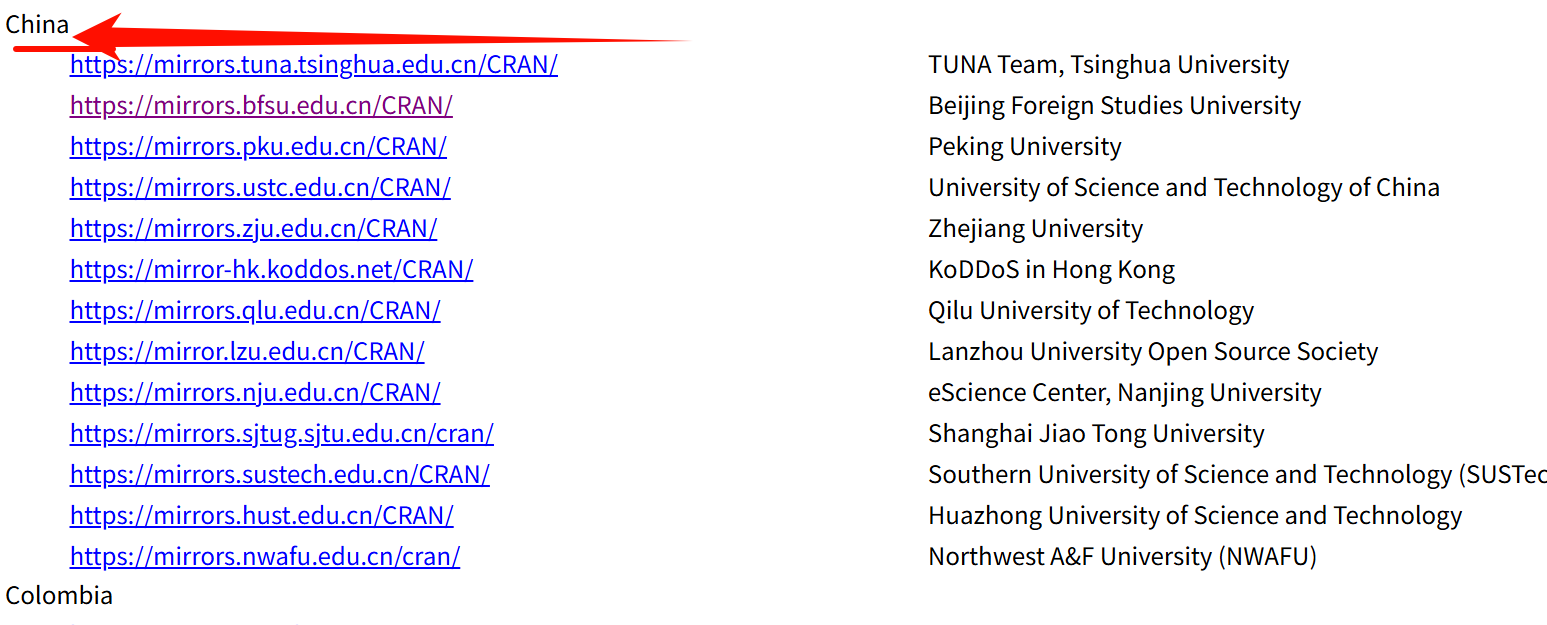 China
https://mirrors.tuna.tsinghua.edu.cn/CRAN/ TUNA Team, Tsinghua University
https://mirrors.bfsu.edu.cn/CRAN/ Beijing Foreign Studies University
https://mirrors.pku.edu.cn/CRAN/ Peking University
https://mirrors.ustc.edu.cn/CRAN/ University of Science and Technology of China
https://mirrors.zju.edu.cn/CRAN/ Zhejiang University
https://mirror-hk.koddos.net/CRAN/ KoDDoS in Hong Kong
https://mirrors.qlu.edu.cn/CRAN/ Qilu University of Technology
https://mirror.lzu.edu.cn/CRAN/ Lanzhou University Open Source Society
https://mirrors.nju.edu.cn/CRAN/ eScience Center, Nanjing University
https://mirrors.sjtug.sjtu.edu.cn/cran/ Shanghai Jiao Tong University
https://mirrors.sustech.edu.cn/CRAN/ Southern University of Science and Technology (SUSTec
https://mirrors.hust.edu.cn/CRAN/ Huazhong University of Science and Technology
https://mirrors.nwafu.edu.cn/cran/ Northwest A&F University (NWAFU)
Colombia